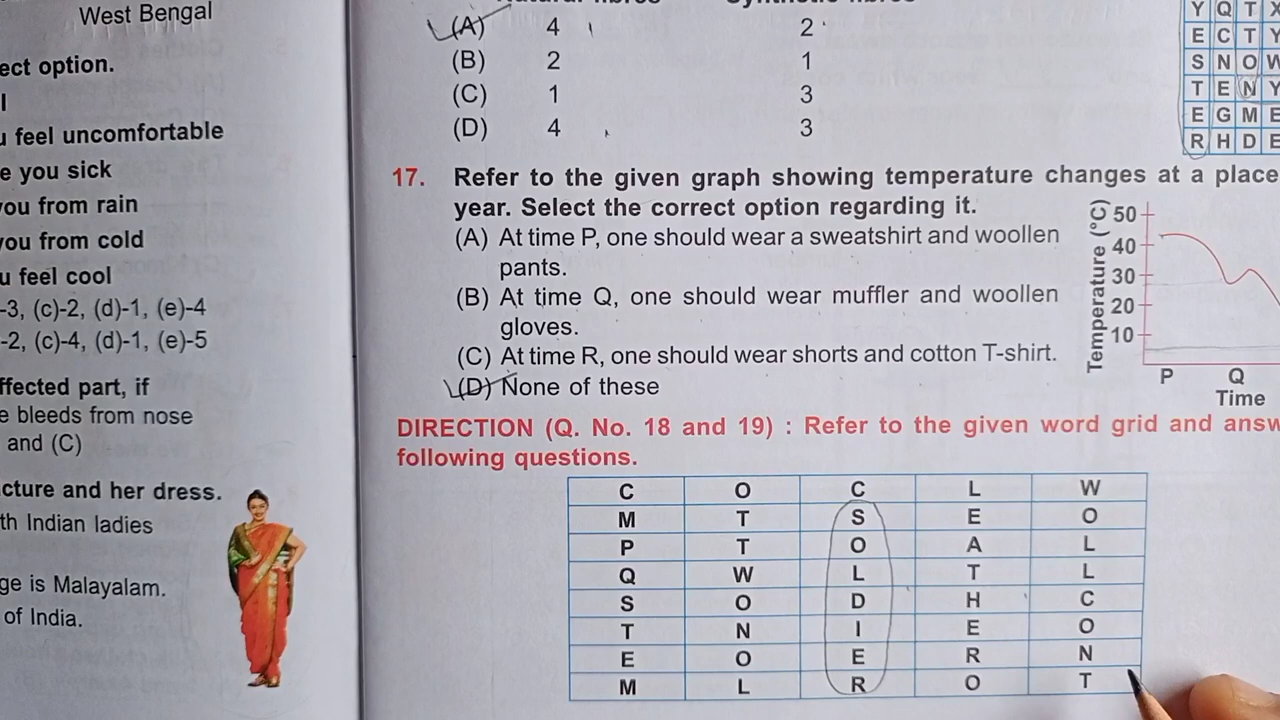 West Bengal
ect option.
l
u feel uncomfortable
e you sick
you from rain
you from cold
u feel cool
-3, (c)-2, (d)-1, (e)-4
-2, (c)-4, (d)-1, (e)-5
ffected part, if
e bleeds from nose
and (C)
cture and her dress.
th Indian ladies
ge is Malayalam.
of India.
(A) 4 2
(B) 2 1
(C) 1 3
(D) 4 3
Y Q T X
E C T Y
S N O W
T E N Y
E G M E
R H D E
17. Refer to the given graph showing temperature changes at a place
year. Select the correct option regarding it.
(A) At time P, one should wear a sweatshirt and woollen
pants.
(B) At time Q, one should wear muffler and woollen
gloves.
(C) At time R, one should wear shorts and cotton T-shirt.
(D) None of these
Temperature (°C)
50
40
30
20
10
P Q
Time
DIRECTION (Q. No. 18 and 19) : Refer to the given word grid and answ
following questions.
C O C L W
M T S E O
P T O A L
Q W L T L
S O D H C
T N I E O
E O E R N
M L R O T